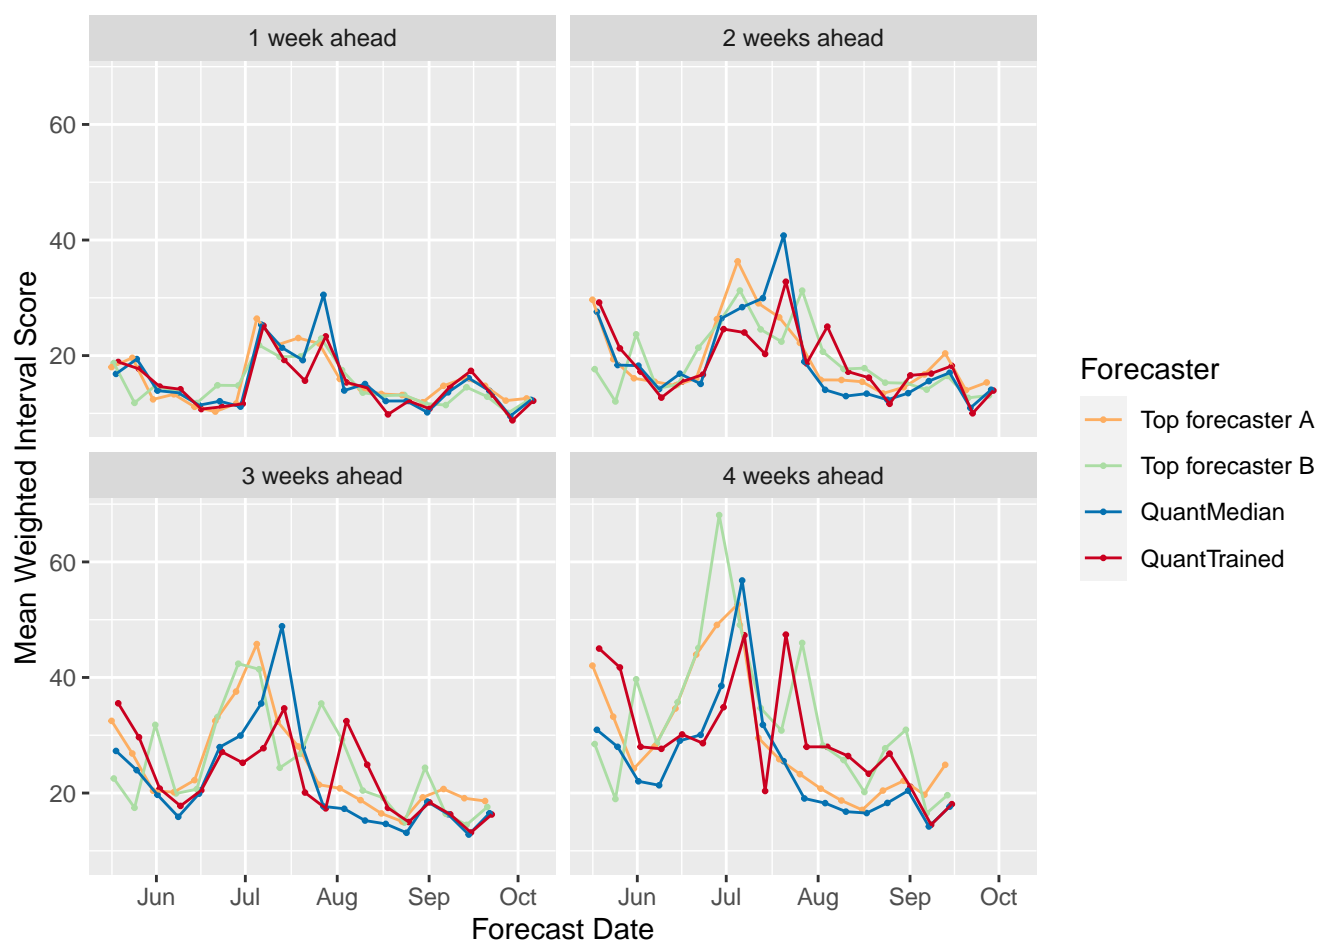 1 week ahead
2 weeks ahead
60
40
20
3 weeks ahead
4 weeks ahead
60
40
20
Jun Jul Aug Sep Oct
Jun Jul Aug Sep Oct
Forecast Date
Mean Weighted Interval Score
Forecaster
Top forecaster A
Top forecaster B
QuantMedian
QuantTrained